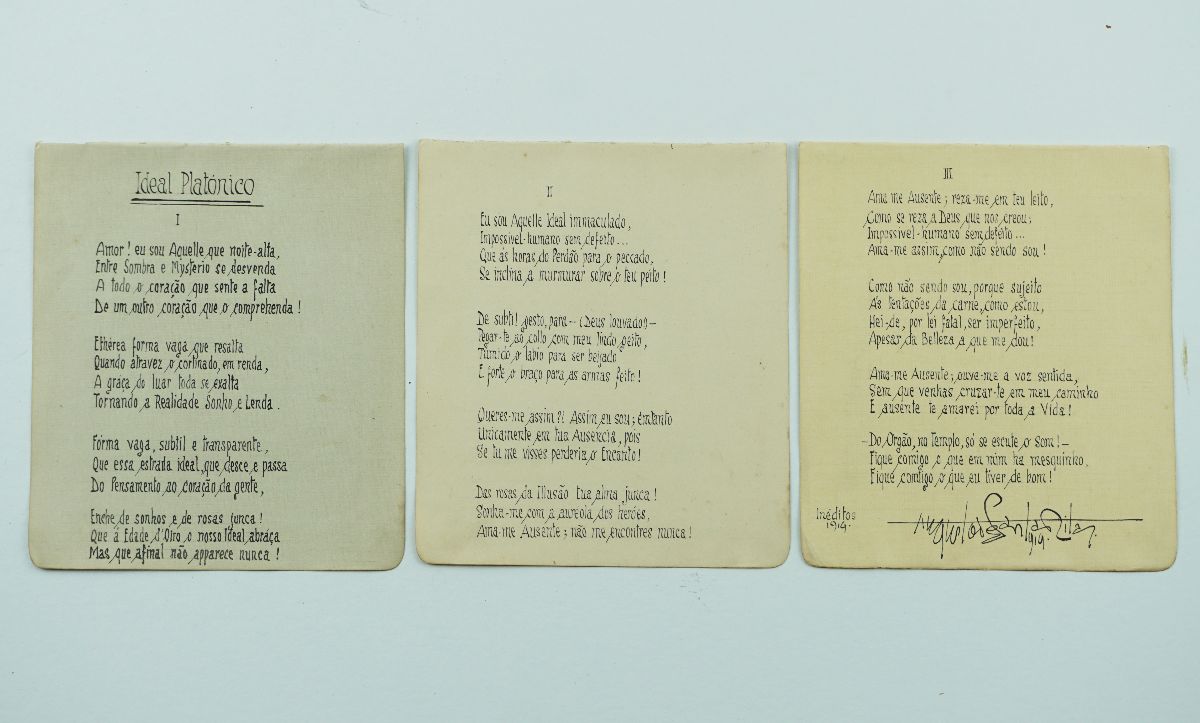 Ideal Platónico
I
Amor! eu sou Aquelle que noite-alta,
Entre Sombra e Mysterio se desvenda
A todo o coração que sente a falta
De um outro coração que o comprehenda!
Ethérea forma vaga que resalta
Quando atravez o cortinado, em renda,
A graça do luar toda se exalta
Tornando a Realidade Sonho e Lenda.
Fórma vaga, subtil e transparente,
Que essa estrada ideal, que desce e passa
Do Pensamento ao coração da gente,
Enche de sonhos e de rosas junca!
Que á Edade d'Oiro o nosso Ideal abráça
Mas, que afinal não apparece nunca!
II
Eu sou Aquelle Ideal immaculado,
Impossivel-humano sem defeito...
Que ás horas do Perdão para o peccado,
Se inclina a murmurar sobre o teu peito!
De subtil gesto, para - (Deus louvado) -
Pegar-te ao collo com meu lindo geito,
Tumido o labio para ser beijado
E forte o braço para as armas feito!
Queres-me assim?! Assim eu sou; emtanto
Unicamente em tua Ausencia, pois
Se tu me visses perderia o Encanto!
Das rosas da Illusão tua alma junca!
Sonha-me com a aureola dos heróes,
Ama-me Ausente; não me encontres nunca!
III
Ama-me Ausente; reza-me em teu leito,
Como se reza a Deus que nos creou;
Impossivel-humano sem defeito...
Ama-me assim, como não sendo sou!
Como não sendo sou, porque sujeito
Ás tentações da carne, como estou,
Hei-de, por lei fatal, ser imperfeito,
Apesar da Belleza a que me dou!
Ama-me Ausente; ouve-me a voz sentida,
Sem que venhas cruzar-te em meu caminho
E ausente te amarei por toda a Vida!
-Do Orgão, no Templo, só se escute o Som!-
Fique comigo o que em mim ha mesquinho,
Fique comtigo o que eu tiver de bom!
Inéditos
1914.
Augusto de Santa-Rita
1914.